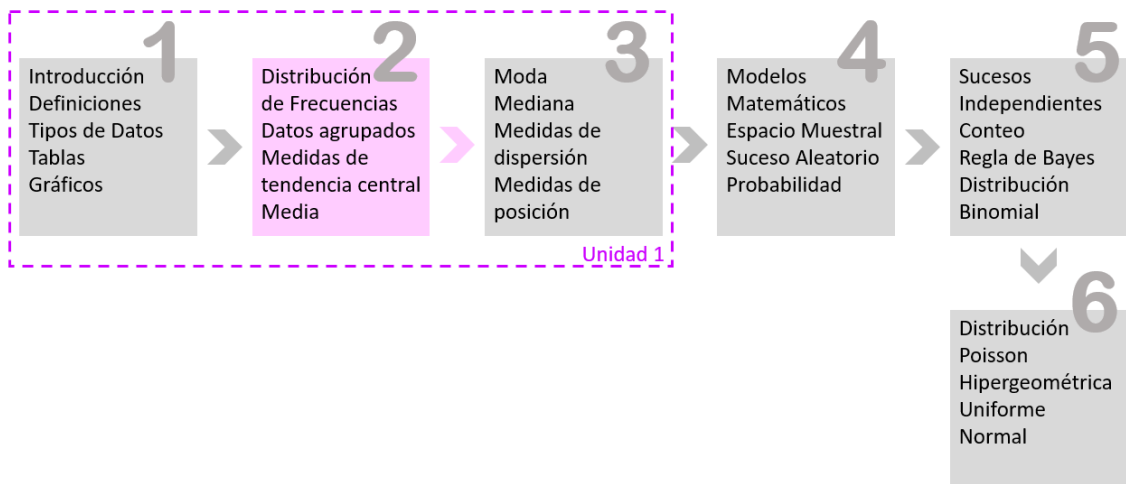 1
Introducción
Definiciones
Tipos de Datos
Tablas
Gráficos
2
Distribución
de Frecuencias
Datos agrupados
Medidas de
tendencia central
Media
3
Moda
Mediana
Medidas de
dispersión
Medidas de
posición
Unidad 1
4
Modelos
Matemáticos
Espacio Muestral
Suceso Aleatorio
Probabilidad
5
Sucesos
Independientes
Conteo
Regla de Bayes
Distribución
Binomial
6
Distribución
Poisson
Hipergeométrica
Uniforme
Normal